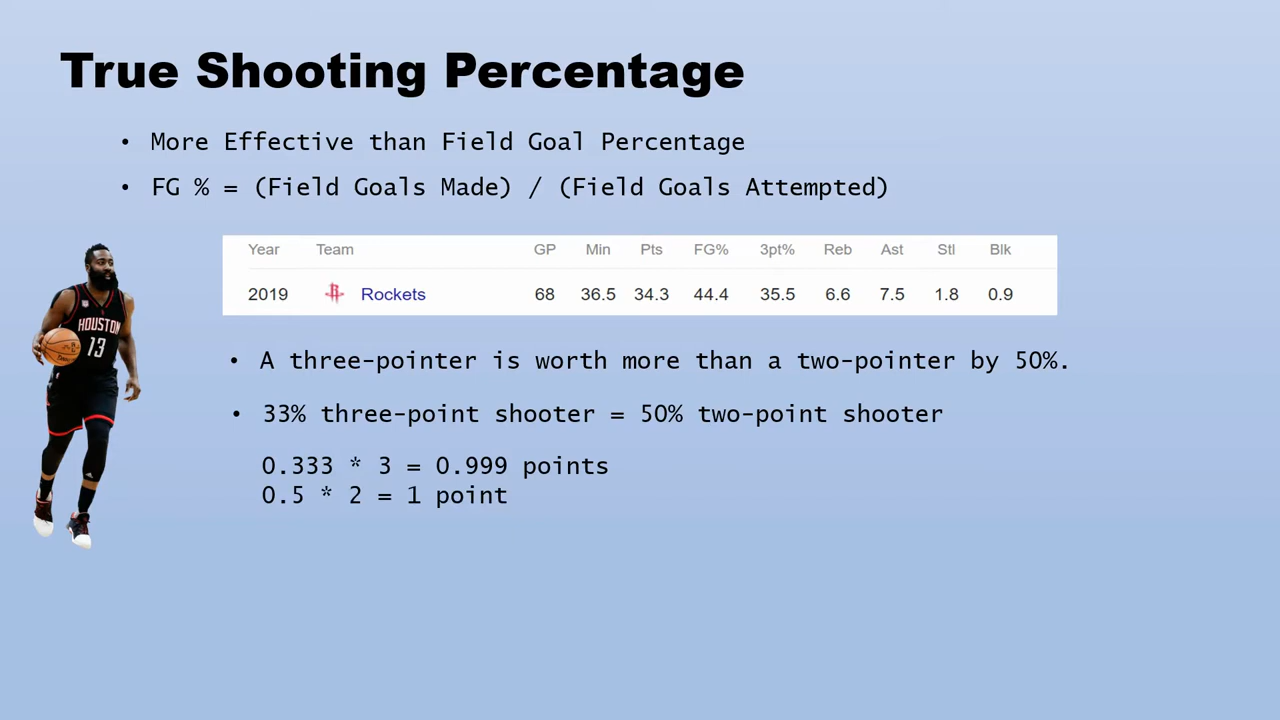 True Shooting Percentage
• More Effective than Field Goal Percentage
• FG % = (Field Goals Made) / (Field Goals Attempted)
Year Team GP Min Pts FG% 3pt% Reb Ast Stl Blk
2019 Rockets 68 36.5 34.3 44.4 35.5 6.6 7.5 1.8 0.9
HOUSTON
13
• A three-pointer is worth more than a two-pointer by 50%.
• 33% three-point shooter = 50% two-point shooter
0.333 * 3 = 0.999 points
0.5 * 2 = 1 point